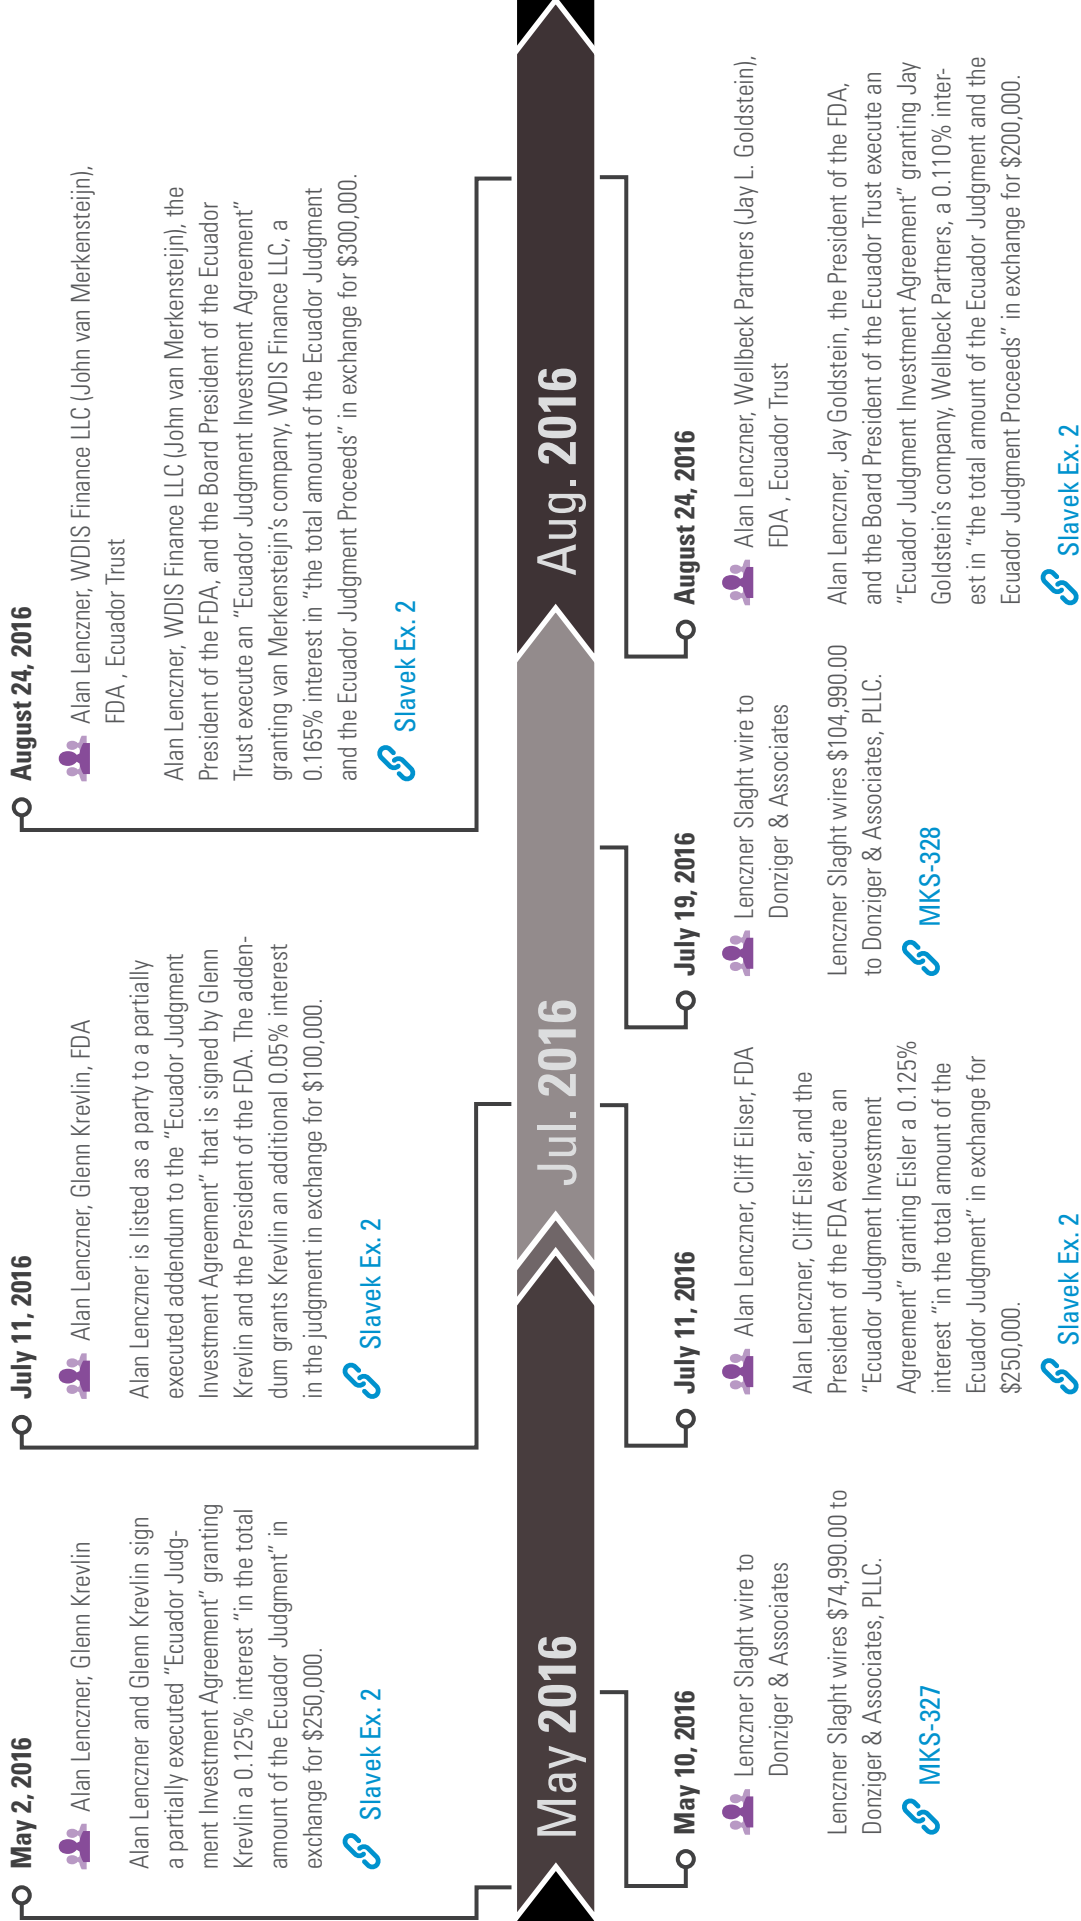 May 2, 2016
Alan Lenczner, Glenn Krevlin
Alan Lenczner and Glenn Krevlin sign
a partially executed “Ecuador Judg-
ment Investment Agreement” granting
Krevlin a 0.125% interest “in the total
amount of the Ecuador Judgment” in
exchange for $250,000.
Slavek Ex. 2
July 11, 2016
Alan Lenczner, Glenn Krevlin, FDA
Alan Lenczner is listed as a party to a partially
executed addendum to the “Ecuador Judgment
Investment Agreement” that is signed by Glenn
Krevlin and the President of the FDA. The adden-
dum grants Krevlin an additional 0.05% interest
in the judgment in exchange for $100,000.
Slavek Ex. 2
August 24, 2016
Alan Lenczner, WDIS Finance LLC (John van Merkensteijn),
FDA , Ecuador Trust
Alan Lenczner, WDIS Finance LLC (John van Merkensteijn), the
President of the FDA, and the Board President of the Ecuador
Trust execute an “Ecuador Judgment Investment Agreement”
granting van Merkensteijn’s company, WDIS Finance LLC, a
0.165% interest in “the total amount of the Ecuador Judgment
and the Ecuador Judgment Proceeds” in exchange for $300,000.
Slavek Ex. 2
May 2016
Jul. 2016
Aug. 2016
May 10, 2016
Lenczner Slaght wire to
Donziger & Associates
Lenczner Slaght wires $74,990.00 to
Donziger & Associates, PLLC.
MKS-327
July 11, 2016
Alan Lenczner, Cliff Eilser, FDA
Alan Lenczner, Cliff Eisler, and the
President of the FDA execute an
“Ecuador Judgment Investment
Agreement” granting Eisler a 0.125%
interest “in the total amount of the
Ecuador Judgment” in exchange for
$250,000.
Slavek Ex. 2
July 19, 2016
Lenczner Slaght wire to
Donziger & Associates
Lenczner Slaght wires $104,990.00
to Donziger & Associates, PLLC.
MKS-328
August 24, 2016
Alan Lenczner, Wellbeck Partners (Jay L. Goldstein),
FDA , Ecuador Trust
Alan Lenczner, Jay Goldstein, the President of the FDA,
and the Board President of the Ecuador Trust execute an
“Ecuador Judgment Investment Agreement” granting Jay
Goldstein’s company, Wellbeck Partners, a 0.110% inter-
est in “the total amount of the Ecuador Judgment and the
Ecuador Judgment Proceeds” in exchange for $200,000.
Slavek Ex. 2